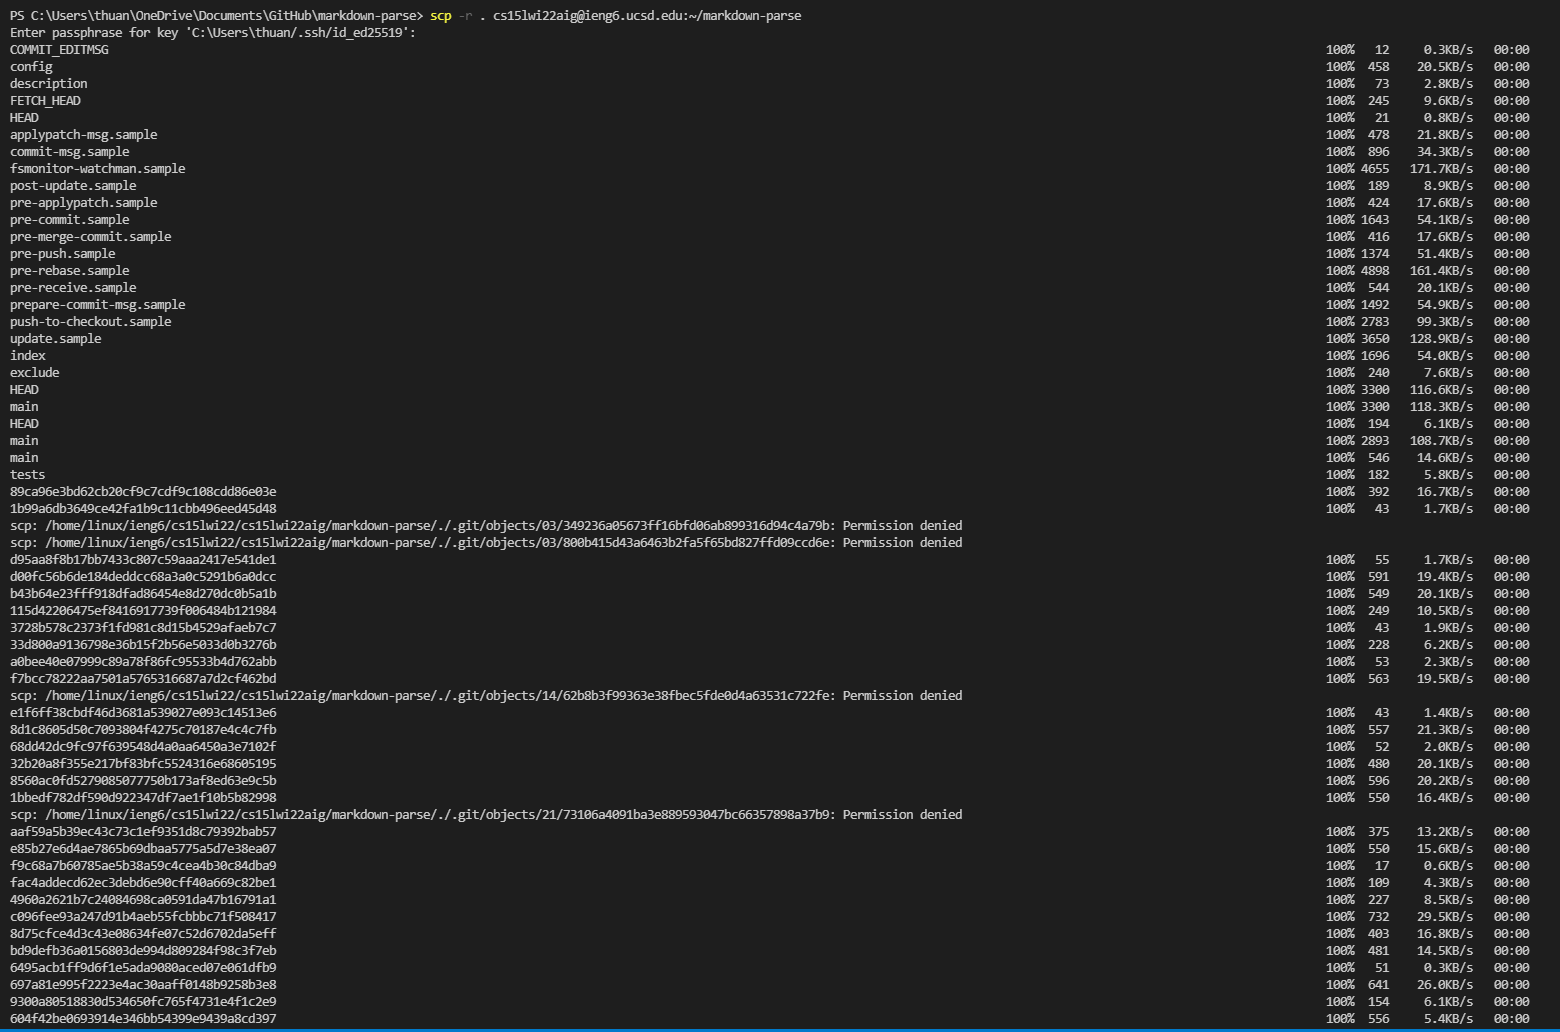 PS C:\Users\thuan\OneDrive\Documents\GitHub\markdown-parse> scp -r . cs15lwi22aig@ieng6.ucsd.edu:~/markdown-parse
Enter passphrase for key 'C:\Users\thuan/.ssh/id_ed25519':
COMMIT_EDITMSG 100% 12 0.3KB/s 00:00
config 100% 458 20.5KB/s 00:00
description 100% 73 2.8KB/s 00:00
FETCH_HEAD 100% 245 9.6KB/s 00:00
HEAD 100% 21 0.8KB/s 00:00
applypatch-msg.sample 100% 478 21.8KB/s 00:00
commit-msg.sample 100% 896 34.3KB/s 00:00
fsmonitor-watchman.sample 100% 4655 171.7KB/s 00:00
post-update.sample 100% 189 8.9KB/s 00:00
pre-applypatch.sample 100% 424 17.6KB/s 00:00
pre-commit.sample 100% 1643 54.1KB/s 00:00
pre-merge-commit.sample 100% 416 17.6KB/s 00:00
pre-push.sample 100% 1374 51.4KB/s 00:00
pre-rebase.sample 100% 4898 161.4KB/s 00:00
pre-receive.sample 100% 544 20.1KB/s 00:00
prepare-commit-msg.sample 100% 1492 54.9KB/s 00:00
push-to-checkout.sample 100% 2783 99.3KB/s 00:00
update.sample 100% 3650 128.9KB/s 00:00
index 100% 1696 54.0KB/s 00:00
exclude 100% 240 7.6KB/s 00:00
HEAD 100% 3300 116.6KB/s 00:00
main 100% 3300 118.3KB/s 00:00
HEAD 100% 194 6.1KB/s 00:00
main 100% 2893 108.7KB/s 00:00
main 100% 546 14.6KB/s 00:00
tests 100% 182 5.8KB/s 00:00
89ca96e3bd62cb20cf9c7cdf9c108cdd86e03e 100% 392 16.7KB/s 00:00
1b99a6db3649ce42fa1b9c11cbb496eed45d48 100% 43 1.7KB/s 00:00
scp: /home/linux/ieng6/cs15lwi22/cs15lwi22aig/markdown-parse/./.git/objects/03/349236a05673ff16bfd06ab899316d94c4a79b: Permission denied
scp: /home/linux/ieng6/cs15lwi22/cs15lwi22aig/markdown-parse/./.git/objects/03/800b415d43a6463b2fa5f65bd827ffd09ccd6e: Permission denied
d95aa8f8b17bb7433c807c59aaa2417e541de1 100% 55 1.7KB/s 00:00
d00fc56b6de184deddcc68a3a0c5291b6a0dcc 100% 591 19.4KB/s 00:00
b43b64e23fff918dfad86454e8d270dc0b5a1b 100% 549 20.1KB/s 00:00
115d42206475ef8416917739f006484b121984 100% 249 10.5KB/s 00:00
3728b578c2373f1fd981c8d15b4529afaeb7c7 100% 43 1.9KB/s 00:00
33d800a9136798e36b15f2b56e5033d0b3276b 100% 228 6.2KB/s 00:00
a0bee40e07999c89a78f86fc95533b4d762abb 100% 53 2.3KB/s 00:00
f7bcc78222aa7501a5765316687a7d2cf462bd 100% 563 19.5KB/s 00:00
scp: /home/linux/ieng6/cs15lwi22/cs15lwi22aig/markdown-parse/./.git/objects/14/62b8b3f99363e38fbec5fde0d4a63531c722fe: Permission denied
e1f6ff38cbdf46d3681a539027e093c14513e6 100% 43 1.4KB/s 00:00
8d1c8605d50c7093804f4275c70187e4c4c7fb 100% 557 21.3KB/s 00:00
68dd42dc9fc97f639548d4a0aa6450a3e7102f 100% 52 2.0KB/s 00:00
32b20a8f355e217bf83bfc5524316e68605195 100% 480 20.1KB/s 00:00
8560ac0fd5279085077750b173af8ed63e9c5b 100% 596 20.2KB/s 00:00
1bbedf782df590d922347df7ae1f10b5b82998 100% 550 16.4KB/s 00:00
scp: /home/linux/ieng6/cs15lwi22/cs15lwi22aig/markdown-parse/./.git/objects/21/73106a4091ba3e889593047bc66357898a37b9: Permission denied
aaf59a5b39ec43c73c1ef9351d8c79392bab57 100% 375 13.2KB/s 00:00
e85b27e6d4ae7865b69dbaa5775a5d7e38ea07 100% 550 15.6KB/s 00:00
f9c68a7b60785ae5b38a59c4cea4b30c84dba9 100% 17 0.6KB/s 00:00
fac4addecd62ec3debd6e90cff40a669c82be1 100% 109 4.3KB/s 00:00
4960a2621b7c24084698ca0591da47b16791a1 100% 227 8.5KB/s 00:00
c096fee93a247d91b4aeb55fcbbbc71f508417 100% 732 29.5KB/s 00:00
8d75cfce4d3c43e08634fe07c52d6702da5eff 100% 403 16.8KB/s 00:00
bd9defb36a0156803de994d809284f98c3f7eb 100% 481 14.5KB/s 00:00
6495acb1ff9d6f1e5ada9080aced07e061dfb9 100% 51 0.3KB/s 00:00
697a81e995f2223e4ac30aaff0148b9258b3e8 100% 641 26.0KB/s 00:00
9300a80518830d534650fc765f4731e4f1c2e9 100% 154 6.1KB/s 00:00
604f42be0693914e346bb54399e9439a8cd397 100% 556 5.4KB/s 00:00